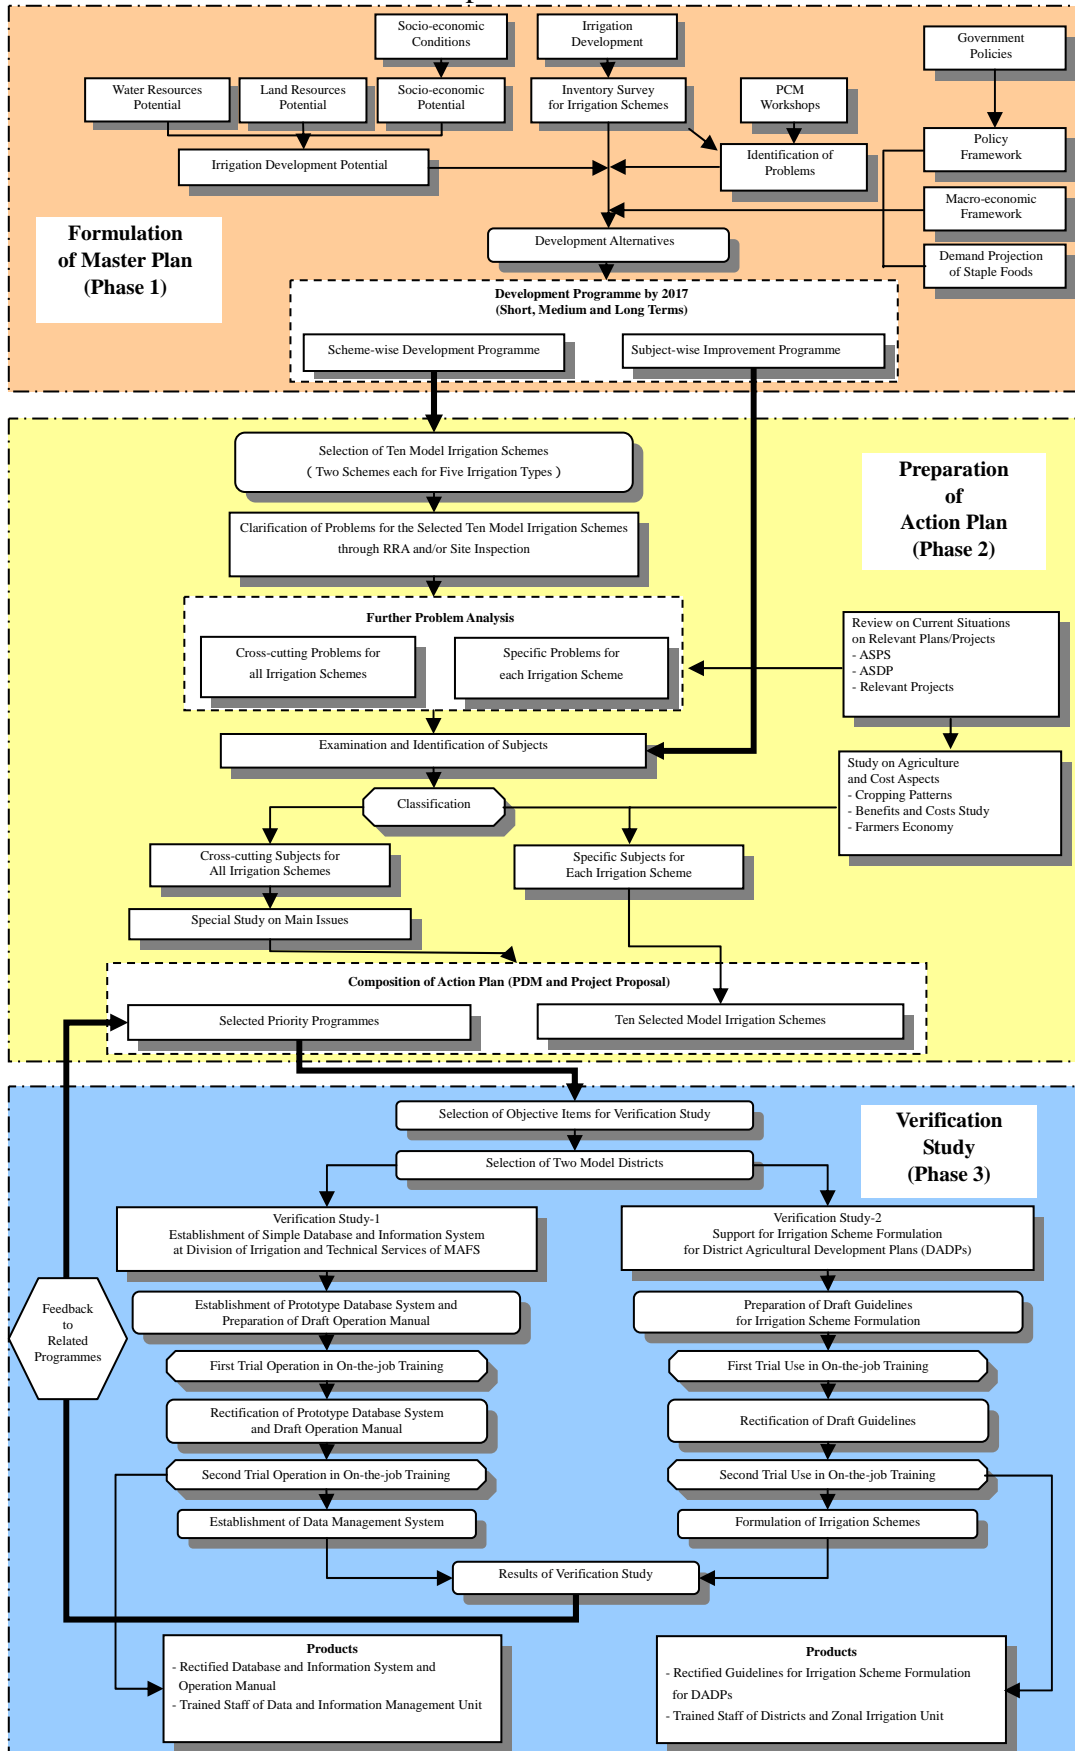 Socio-economic
Conditions
Irrigation
Development
Government
Policies
Water Resources
Potential
Land Resources
Potential
Socio-economic
Potential
Inventory Survey
for Irrigation Schemes
PCM
Workshops
Irrigation Development Potential
Identification of
Problems
Policy
Framework
Macro-economic
Framework
Demand Projection
of Staple Foods
Formulation
of Master Plan
(Phase 1)
Development Alternatives
Development Programme by 2017
(Short, Medium and Long Terms)
Scheme-wise Development Programme
Subject-wise Improvement Programme
Selection of Ten Model Irrigation Schemes
( Two Schemes each for Five Irrigation Types )
Preparation
of
Action Plan
(Phase 2)
Clarification of Problems for the Selected Ten Model Irrigation Schemes
through RRA and/or Site Inspection
Further Problem Analysis
Cross-cutting Problems for
all Irrigation Schemes
Specific Problems for
each Irrigation Scheme
Review on Current Situations
on Relevant Plans/Projects
- ASPS
- ASDP
- Relevant Projects
Examination and Identification of Subjects
Study on Agriculture
and Cost Aspects
- Cropping Patterns
- Benefits and Costs Study
- Farmers Economy
Classification
Cross-cutting Subjects for
All Irrigation Schemes
Specific Subjects for
Each Irrigation Scheme
Special Study on Main Issues
Composition of Action Plan (PDM and Project Proposal)
Selected Priority Programmes
Ten Selected Model Irrigation Schemes
Selection of Objective Items for Verification Study
Verification
Study
(Phase 3)
Selection of Two Model Districts
Verification Study-1
Establishment of Simple Database and Information System
at Division of Irrigation and Technical Services of MAFS
Verification Study-2
Support for Irrigation Scheme Formulation
for District Agricultural Development Plans (DADPs)
Feedback
to
Related
Programmes
Establishment of Prototype Database System and
Preparation of Draft Operation Manual
Preparation of Draft Guidelines
for Irrigation Scheme Formulation
First Trial Operation in On-the-job Training
First Trial Use in On-the-job Training
Rectification of Prototype Database System
and Draft Operation Manual
Rectification of Draft Guidelines
Second Trial Operation in On-the-job Training
Second Trial Use in On-the-job Training
Establishment of Data Management System
Formulation of Irrigation Schemes
Results of Verification Study
Products
- Rectified Database and Information System and
Operation Manual
- Trained Staff of Data and Information Management Unit
Products
- Rectified Guidelines for Irrigation Scheme Formulation
for DADPs
- Trained Staff of Districts and Zonal Irrigation Unit